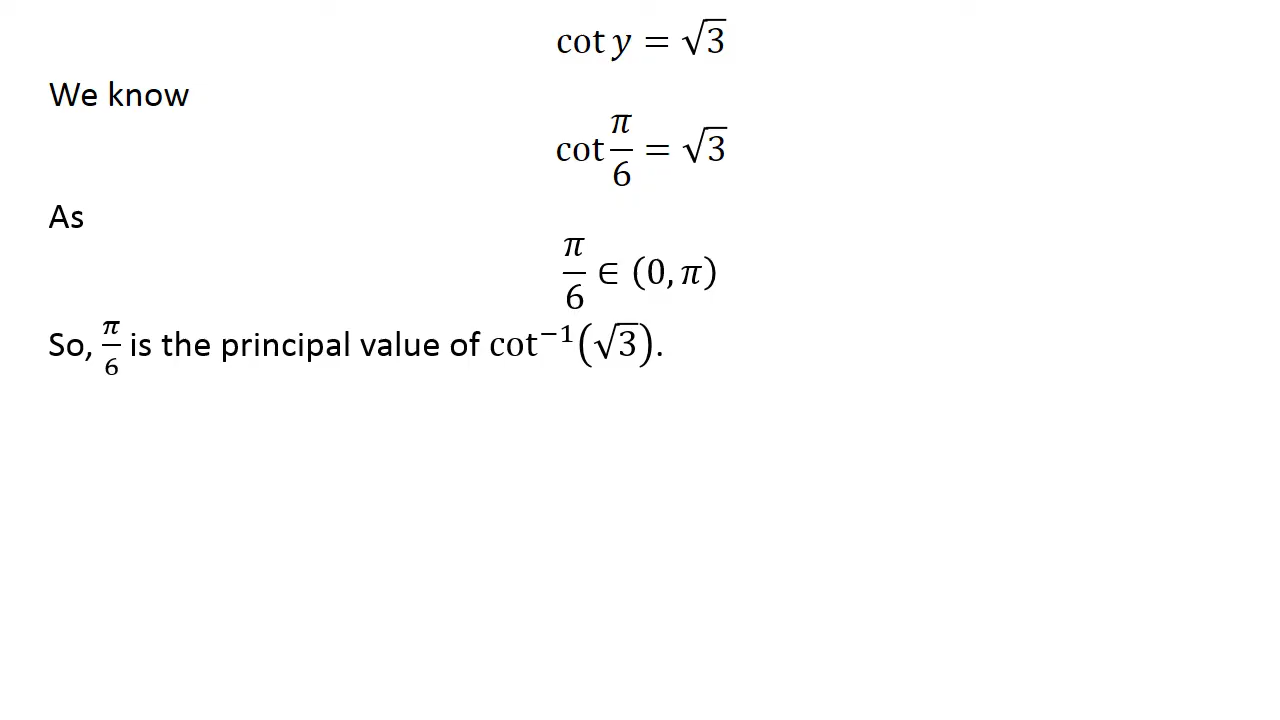 cot y = √3
We know
cot π/6 = √3
As
π/6 ∈ (0, π)
So, π/6 is the principal value of cot⁻¹(√3).